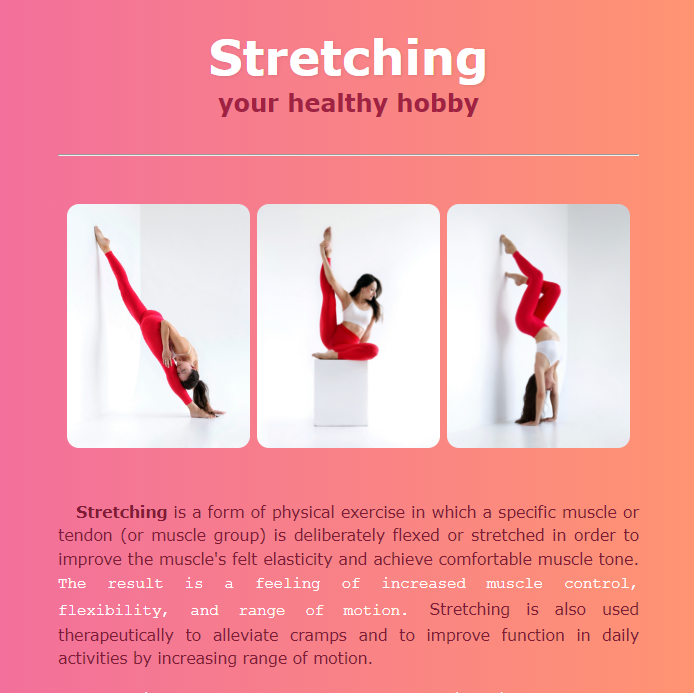 Stretching
your healthy hobby
Stretching is a form of physical exercise in which a specific muscle or
tendon (or muscle group) is deliberately flexed or stretched in order to
improve the muscle's felt elasticity and achieve comfortable muscle tone.
The result is a feeling of increased muscle control,
flexibility, and range of motion. Stretching is also used
therapeutically to alleviate cramps and to improve function in daily
activities by increasing range of motion.